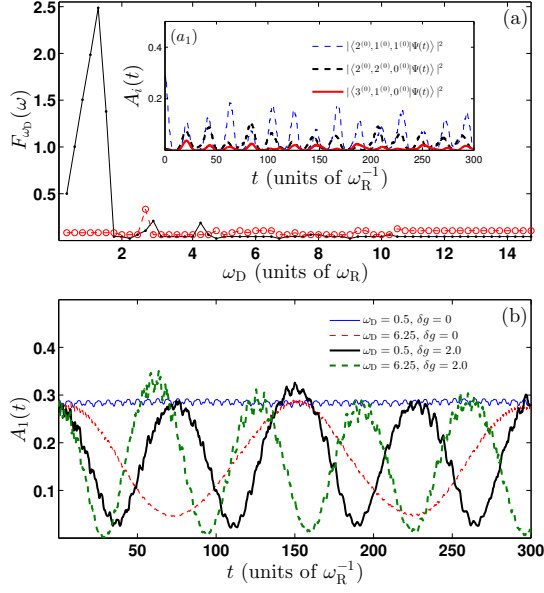 2.5
2
1.5
1
0.5
F_{ω_D}(ω)
(a)
(a₁)
|⟨2⁽⁰⁾, 1⁽⁰⁾, 1⁽⁰⁾|Ψ(t)⟩|²
|⟨2⁽⁰⁾, 2⁽⁰⁾, 0⁽⁰⁾|Ψ(t)⟩|²
|⟨3⁽⁰⁾, 1⁽⁰⁾, 0⁽⁰⁾|Ψ(t)⟩|²
0.4
0.2
A_i(t)
0 50 100 150 200 250 300
t (units of ω_R⁻¹)
2 4 6 8 10 12 14
ω_D (units of ω_R)
(b)
ω_D = 0.5, δg = 0
ω_D = 6.25, δg = 0
ω_D = 0.5, δg = 2.0
ω_D = 6.25, δg = 2.0
0.4
0.3
0.2
0.1
A₁(t)
50 100 150 200 250 300
t (units of ω_R⁻¹)